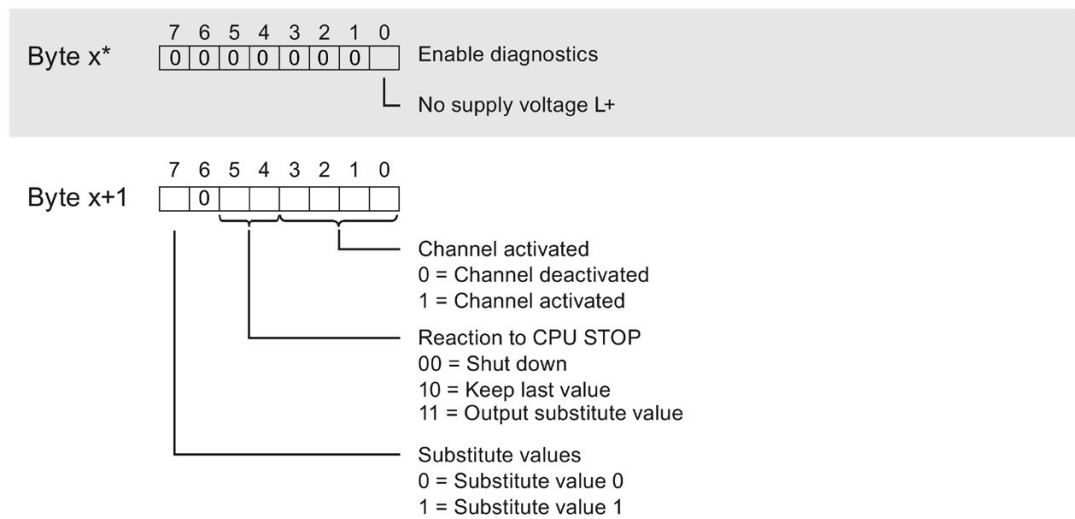 7 6 5 4 3 2 1 0
Byte x* 0 0 0 0 0 0 0 Enable diagnostics
No supply voltage L+
7 6 5 4 3 2 1 0
Byte x+1 0
Channel activated
0 = Channel deactivated
1 = Channel activated
Reaction to CPU STOP
00 = Shut down
10 = Keep last value
11 = Output substitute value
Substitute values
0 = Substitute value 0
1 = Substitute value 1